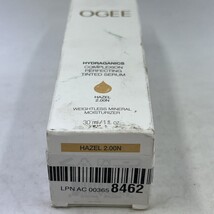 OGEE
HYDRAGANICS
COMPLEXION
PERFECTING
TINTED SERUM
HAZEL
2.00N
WEIGHTLESS MINERAL
MOISTURIZER
30 ml / 1 fl oz
HAZEL 2.00N
LPN AC 00365 8462